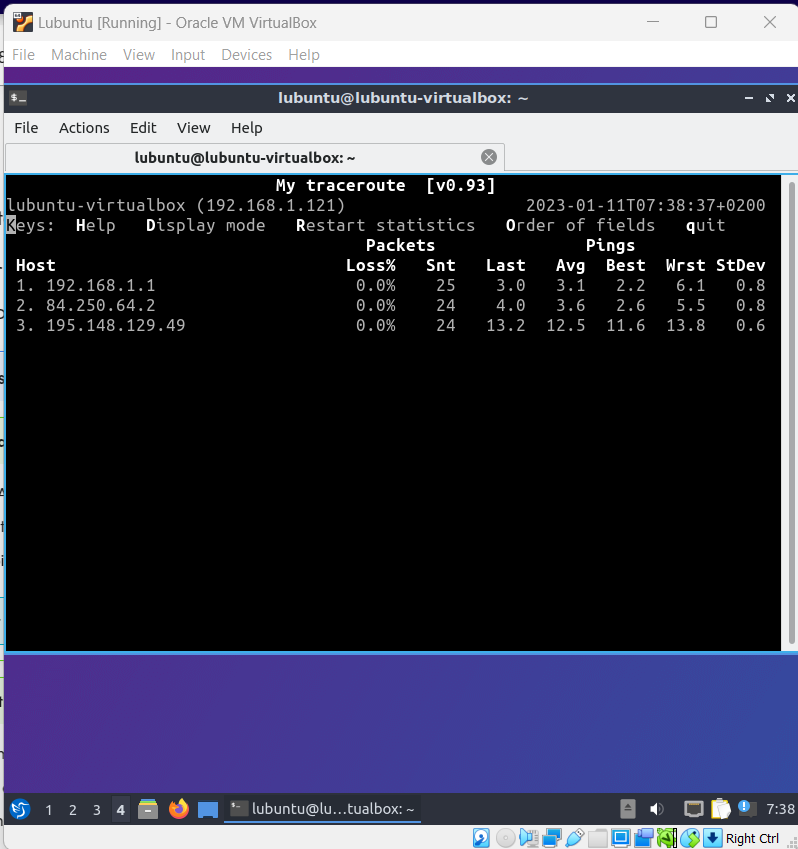 Lubuntu [Running] - Oracle VM VirtualBox
File Machine View Input Devices Help
lubuntu@lubuntu-virtualbox: ~
File Actions Edit View Help
lubuntu@lubuntu-virtualbox: ~
My traceroute [v0.93]
lubuntu-virtualbox (192.168.1.121) 2023-01-11T07:38:37+0200
Keys: Help Display mode Restart statistics Order of fields quit
Packets Pings
Host Loss% Snt Last Avg Best Wrst StDev
1. 192.168.1.1 0.0% 25 3.0 3.1 2.2 6.1 0.8
2. 84.250.64.2 0.0% 24 4.0 3.6 2.6 5.5 0.8
3. 195.148.129.49 0.0% 24 13.2 12.5 11.6 13.8 0.6
1 2 3 4 lubuntu@lu...tualbox: ~ 7:38
Right Ctrl